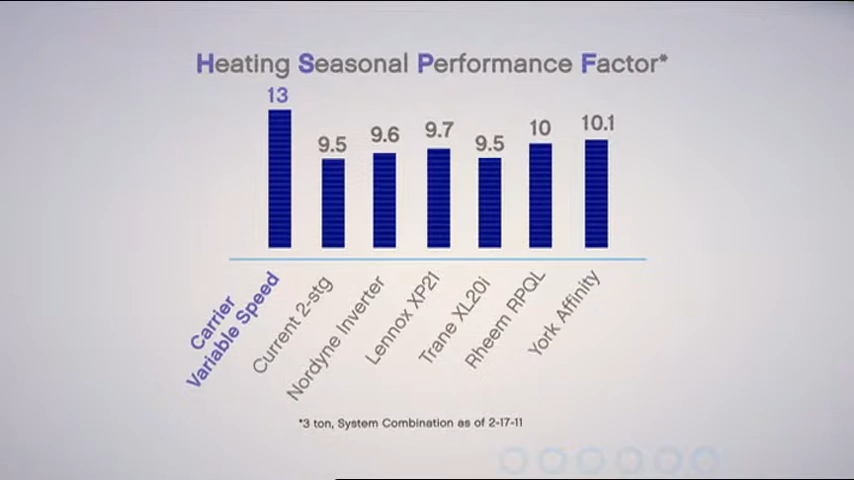 Heating Seasonal Performance Factor*
13
9.5
9.6
9.7
9.5
10
10.1
Carrier
Variable Speed
Current 2-stg
Nordyne Inverter
Lennox XP21
Trane XL20i
Rheem RPQL
York Affinity
*3 ton, System Combination as of 2-17-11